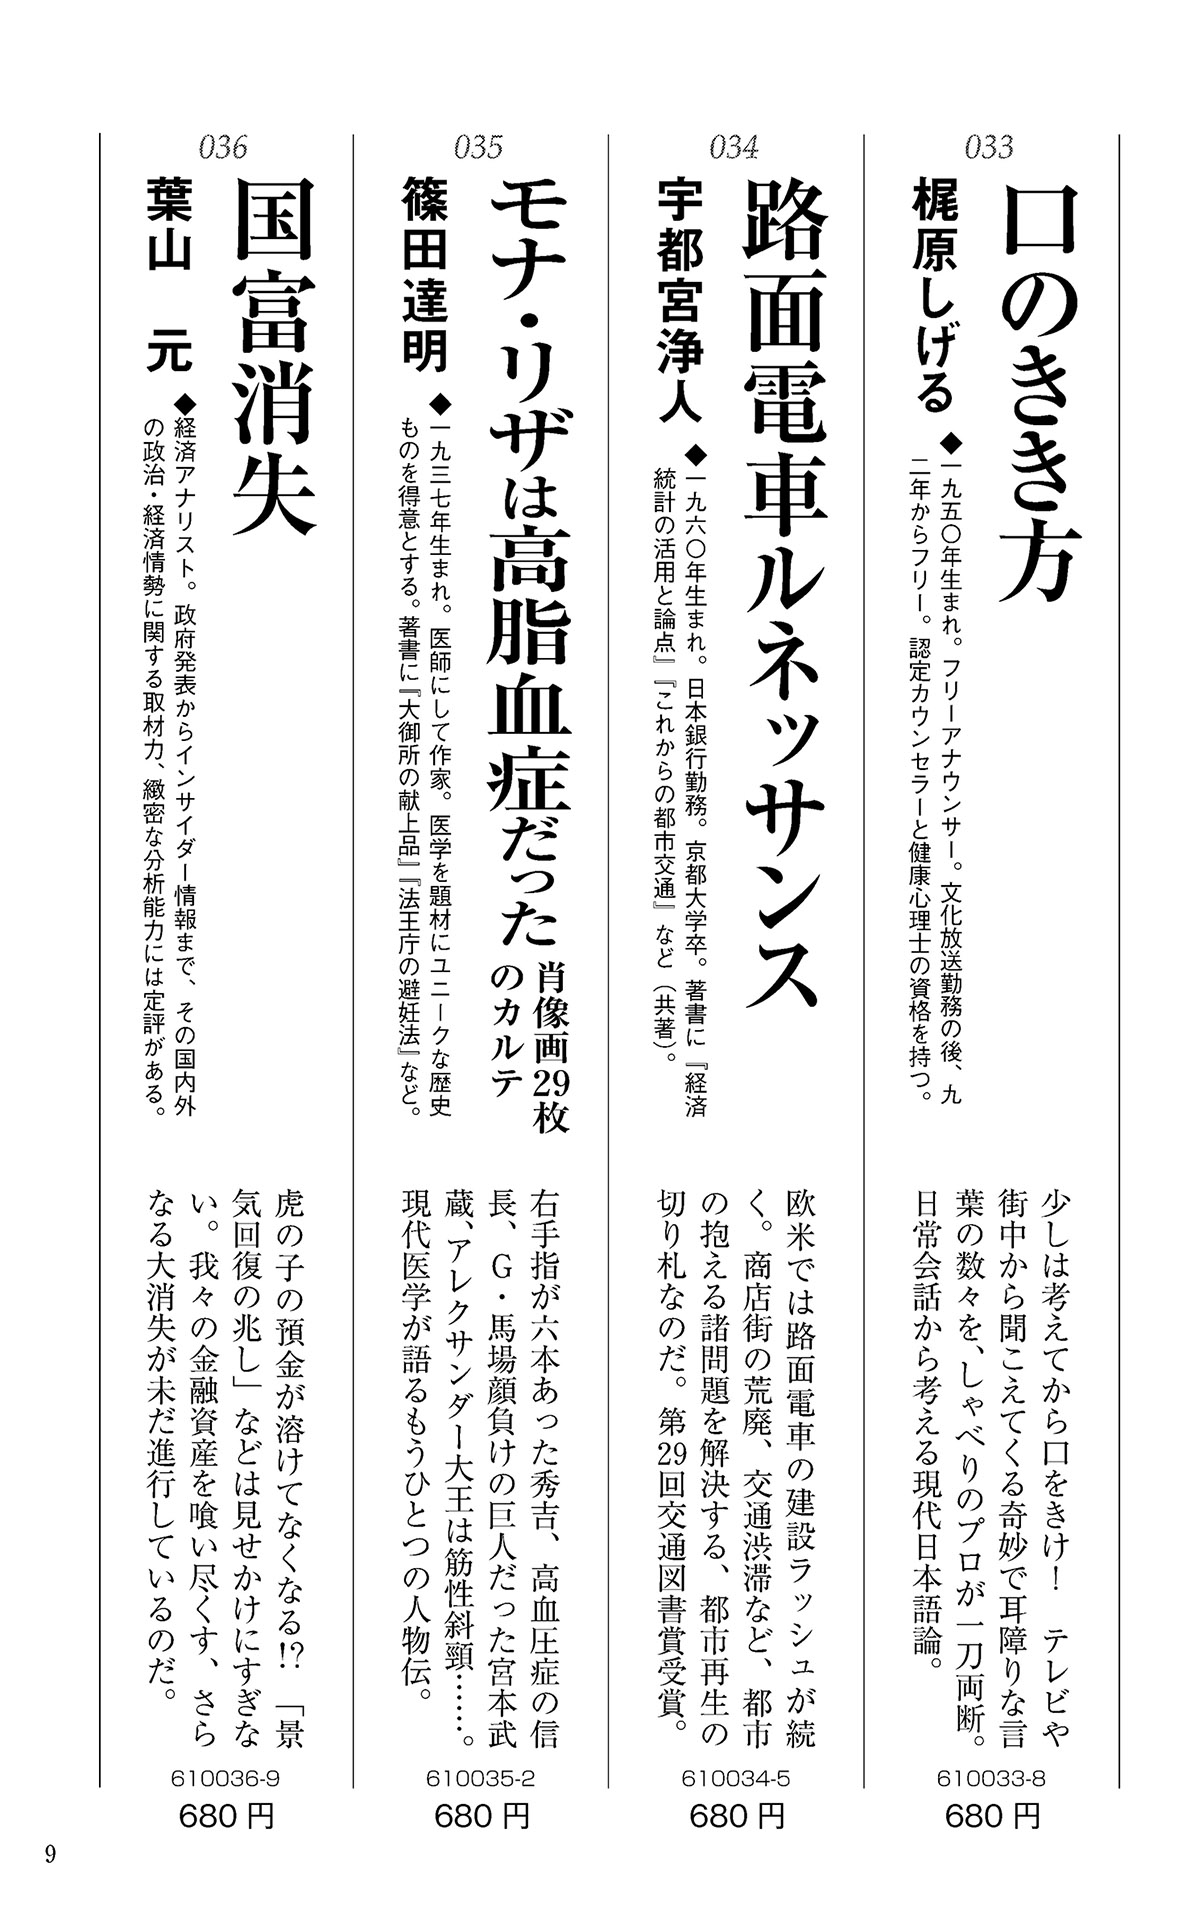 033
口のきき方
梶原しげる
◆一九五〇年生まれ。フリーアナウンサー。文化放送勤務の後、九
二年からフリー。認定カウンセラーと健康心理士の資格を持つ。
少しは考えてから口をきけ！　テレビや
街中から聞こえてくる奇妙で耳障りな言
葉の数々を、しゃべりのプロが一刀両断。
日常会話から考える現代日本語論。
610033-8
680円
034
路面電車ルネッサンス
宇都宮浄人
◆一九六〇年生まれ。日本銀行勤務。京都大学卒。著書に『経済
統計の活用と論点』『これからの都市交通』など（共著）。
欧米では路面電車の建設ラッシュが続
く。商店街の荒廃、交通渋滞など、都市
の抱える諸問題を解決する、都市再生の
切り札なのだ。第29回交通図書賞受賞。
610034-5
680円
035
モナ・リザは高脂血症だった
肖像画29枚
のカルテ
篠田達明
◆一九三七年生まれ。医師にして作家。医学を題材にユニークな歴史
ものを得意とする。著書に『大御所の献上品』『法王庁の避妊法』など。
右手指が六本あった秀吉、高血圧症の信
長、G・馬場顔負けの巨人だった宮本武
蔵、アレクサンダー大王は筋性斜頸……。
現代医学が語るもうひとつの人物伝。
610035-2
680円
036
国富消失
葉山　元
◆経済アナリスト。政府発表からインサイダー情報まで、その国内外
の政治・経済情勢に関する取材力、緻密な分析能力には定評がある。
虎の子の預金が溶けてなくなる!?　「景
気回復の兆し」などは見せかけにすぎな
い。我々の金融資産を喰い尽くす、さら
なる大消失が未だ進行しているのだ。
610036-9
680円
9